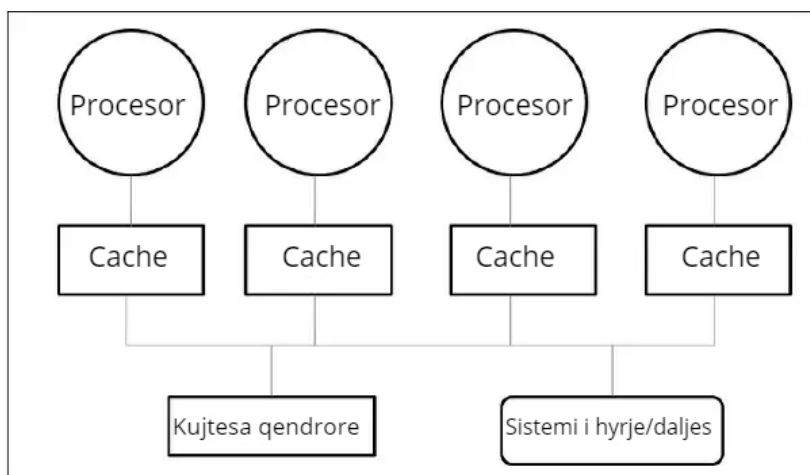 Procesor
Procesor
Procesor
Procesor
Cache
Cache
Cache
Cache
Kujtesa qendrore
Sistemi i hyrje/daljes